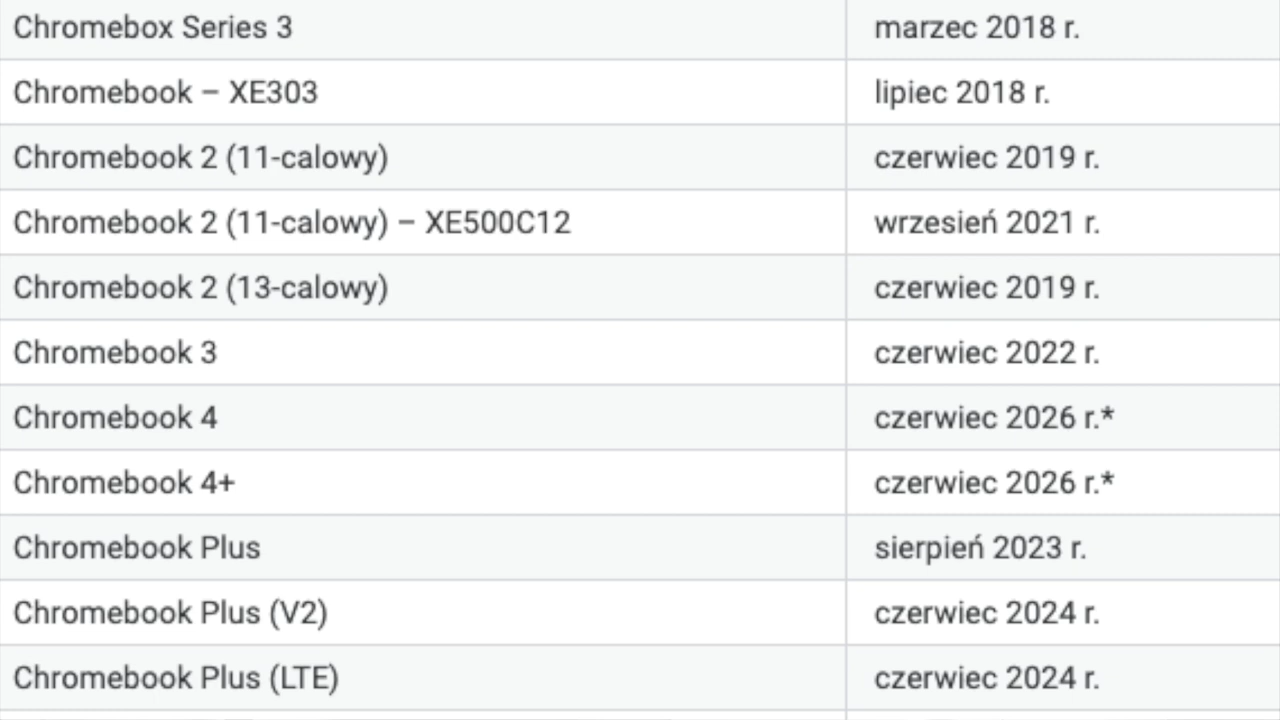 Chromebox Series 3 marzec 2018 r.
Chromebook – XE303 lipiec 2018 r.
Chromebook 2 (11-calowy) czerwiec 2019 r.
Chromebook 2 (11-calowy) – XE500C12 wrzesień 2021 r.
Chromebook 2 (13-calowy) czerwiec 2019 r.
Chromebook 3 czerwiec 2022 r.
Chromebook 4 czerwiec 2026 r.*
Chromebook 4+ czerwiec 2026 r.*
Chromebook Plus sierpień 2023 r.
Chromebook Plus (V2) czerwiec 2024 r.
Chromebook Plus (LTE) czerwiec 2024 r.